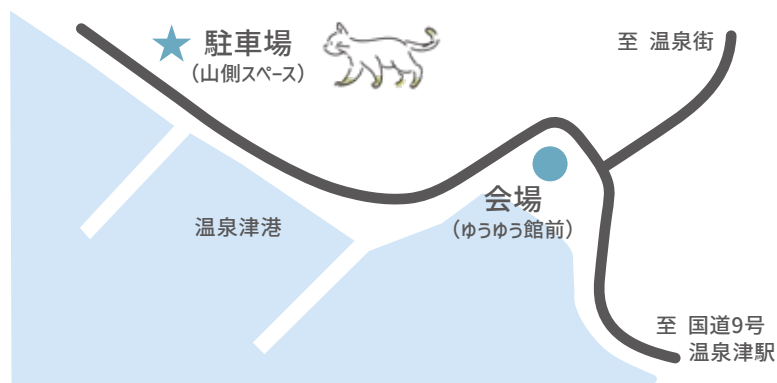 駐車場
(山側スペース)
至 温泉街
会場
(ゆうゆう館前)
温泉津港
至 国道9号
温泉津駅